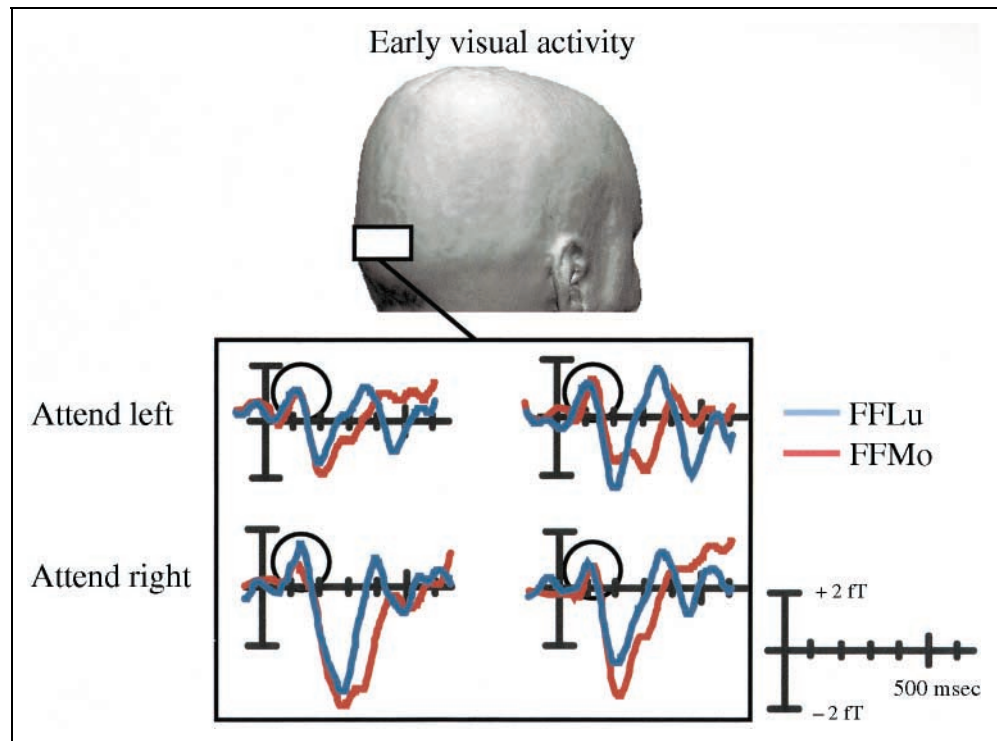 Early visual activity
Attend left
FFLu
FFMo
Attend right
+2 fT
500 msec
−2 fT